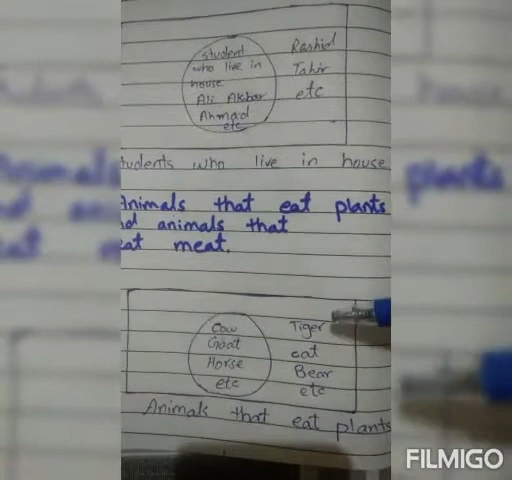 Student
who live in
house
Ali Akbar
Ahmad
etc
Rashid
Tahir
etc
tudents who live in house
Animals that eat plants
nd animals that
eat meat.
Cow
Goat
Horse
etc
Tiger
cat
Bear
etc
Animals that eat plants
FILMIGO